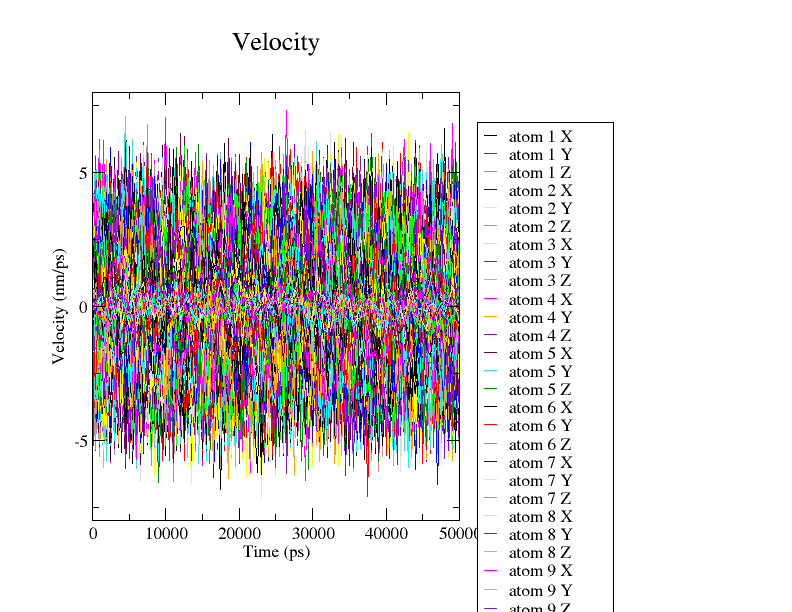 Velocity
5
0
-5
Velocity (nm/ps)
0 10000 20000 30000 40000 50000
Time (ps)
atom 1 X
atom 1 Y
atom 1 Z
atom 2 X
atom 2 Y
atom 2 Z
atom 3 X
atom 3 Y
atom 3 Z
atom 4 X
atom 4 Y
atom 4 Z
atom 5 X
atom 5 Y
atom 5 Z
atom 6 X
atom 6 Y
atom 6 Z
atom 7 X
atom 7 Y
atom 7 Z
atom 8 X
atom 8 Y
atom 8 Z
atom 9 X
atom 9 Y
atom 9 Z